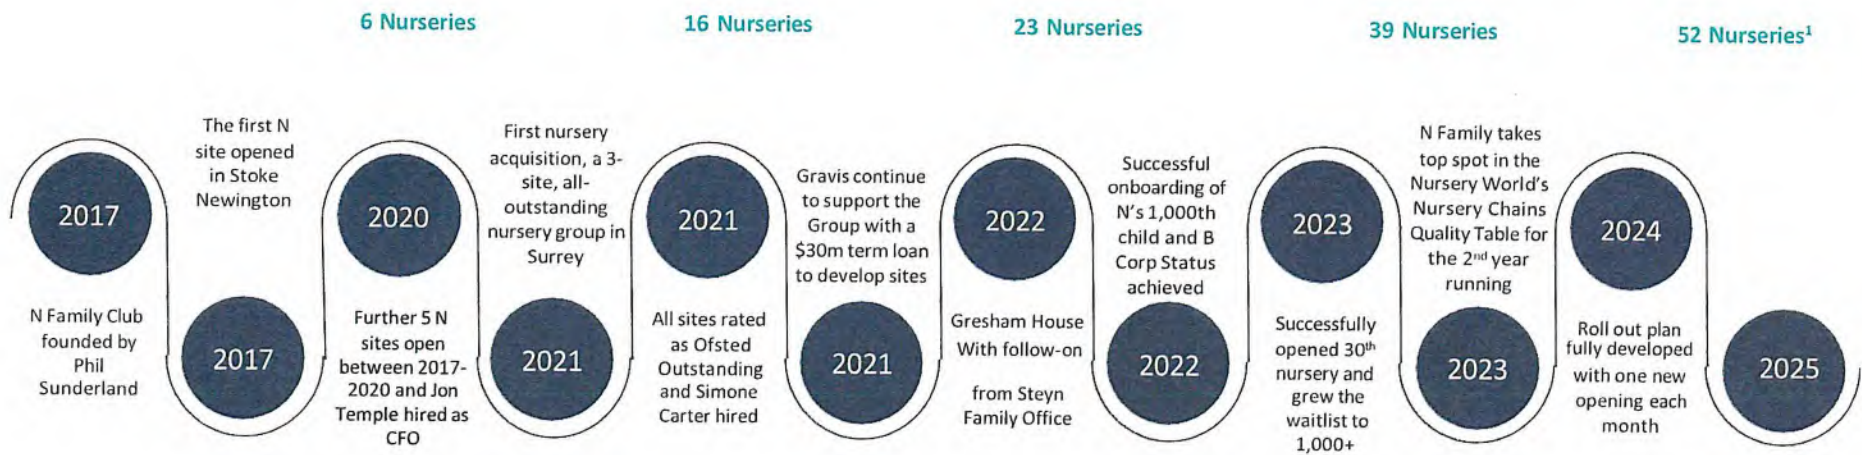 6 Nurseries
16 Nurseries
23 Nurseries
39 Nurseries
52 Nurseries¹
2017
N Family Club
founded by
Phil
Sunderland
The first N
site opened
in Stoke
Newington
2017
2020
Further 5 N
sites open
between 2017-
2020 and Jon
Temple hired as
CFO
First nursery
acquisition, a 3-
site, all-
outstanding
nursery group in
Surrey
2021
2021
All sites rated
as Ofsted
Outstanding
and Simone
Carter hired
Gravis continue
to support the
Group with a
$30m term loan
to develop sites
2021
2022
Gresham House
With follow-on
from Steyn
Family Office
Successful
onboarding of
N's 1,000th
child and B
Corp Status
achieved
2022
2023
Successfully
opened 30th
nursery and
grew the
waitlist to
1,000+
N Family takes
top spot in the
Nursery World's
Nursery Chains
Quality Table for
the 2nd year
running
2023
2024
Roll out plan
fully developed
with one new
opening each
month
2025